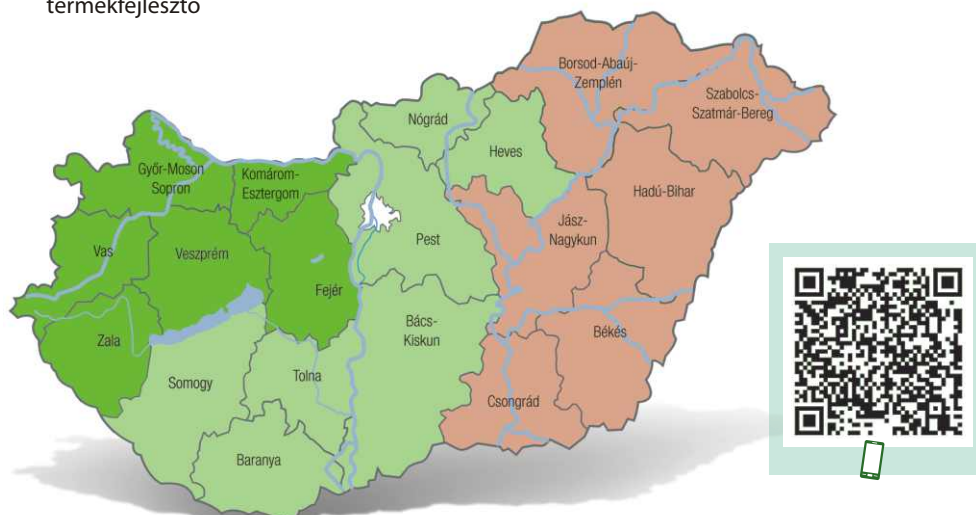 termékfejlesztő
Borsod-Abaúj-
Zemplén
Szabolcs-
Szatmár-Bereg
Nógrád
Heves
Győr-Moson
Sopron
Komárom-
Esztergom
Hadú-Bihar
Jász-
Nagykun
Vas
Veszprém
Pest
Fejér
Bács-
Kiskun
Békés
Zala
Somogy
Tolna
Csongrád
Baranya